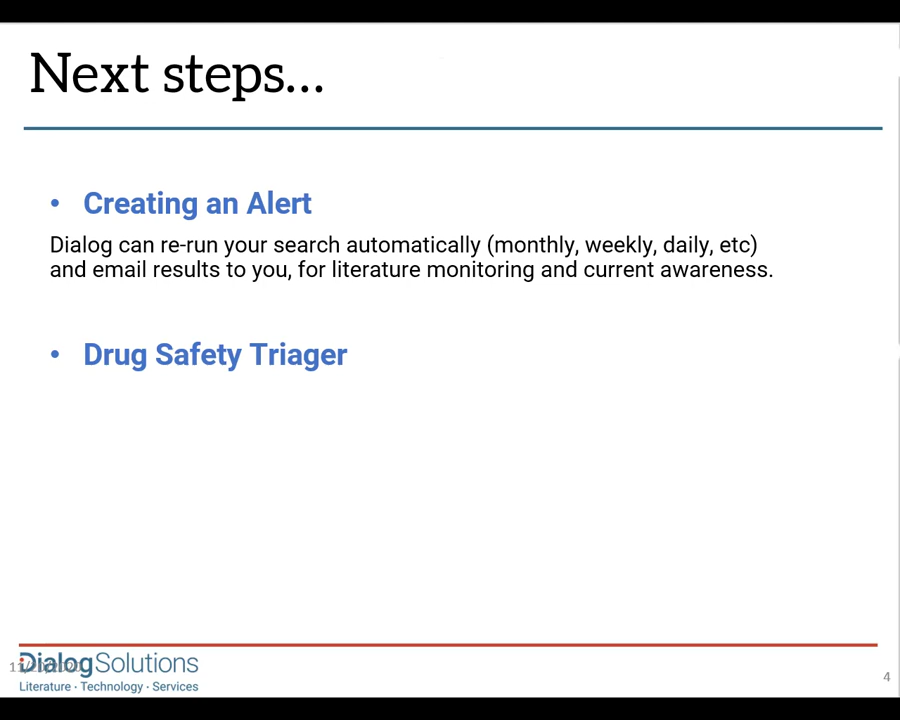 Next steps...
• Creating an Alert
Dialog can re-run your search automatically (monthly, weekly, daily, etc)
and email results to you, for literature monitoring and current awareness.
• Drug Safety Triager
DialogSolutions
Literature · Technology · Services
4